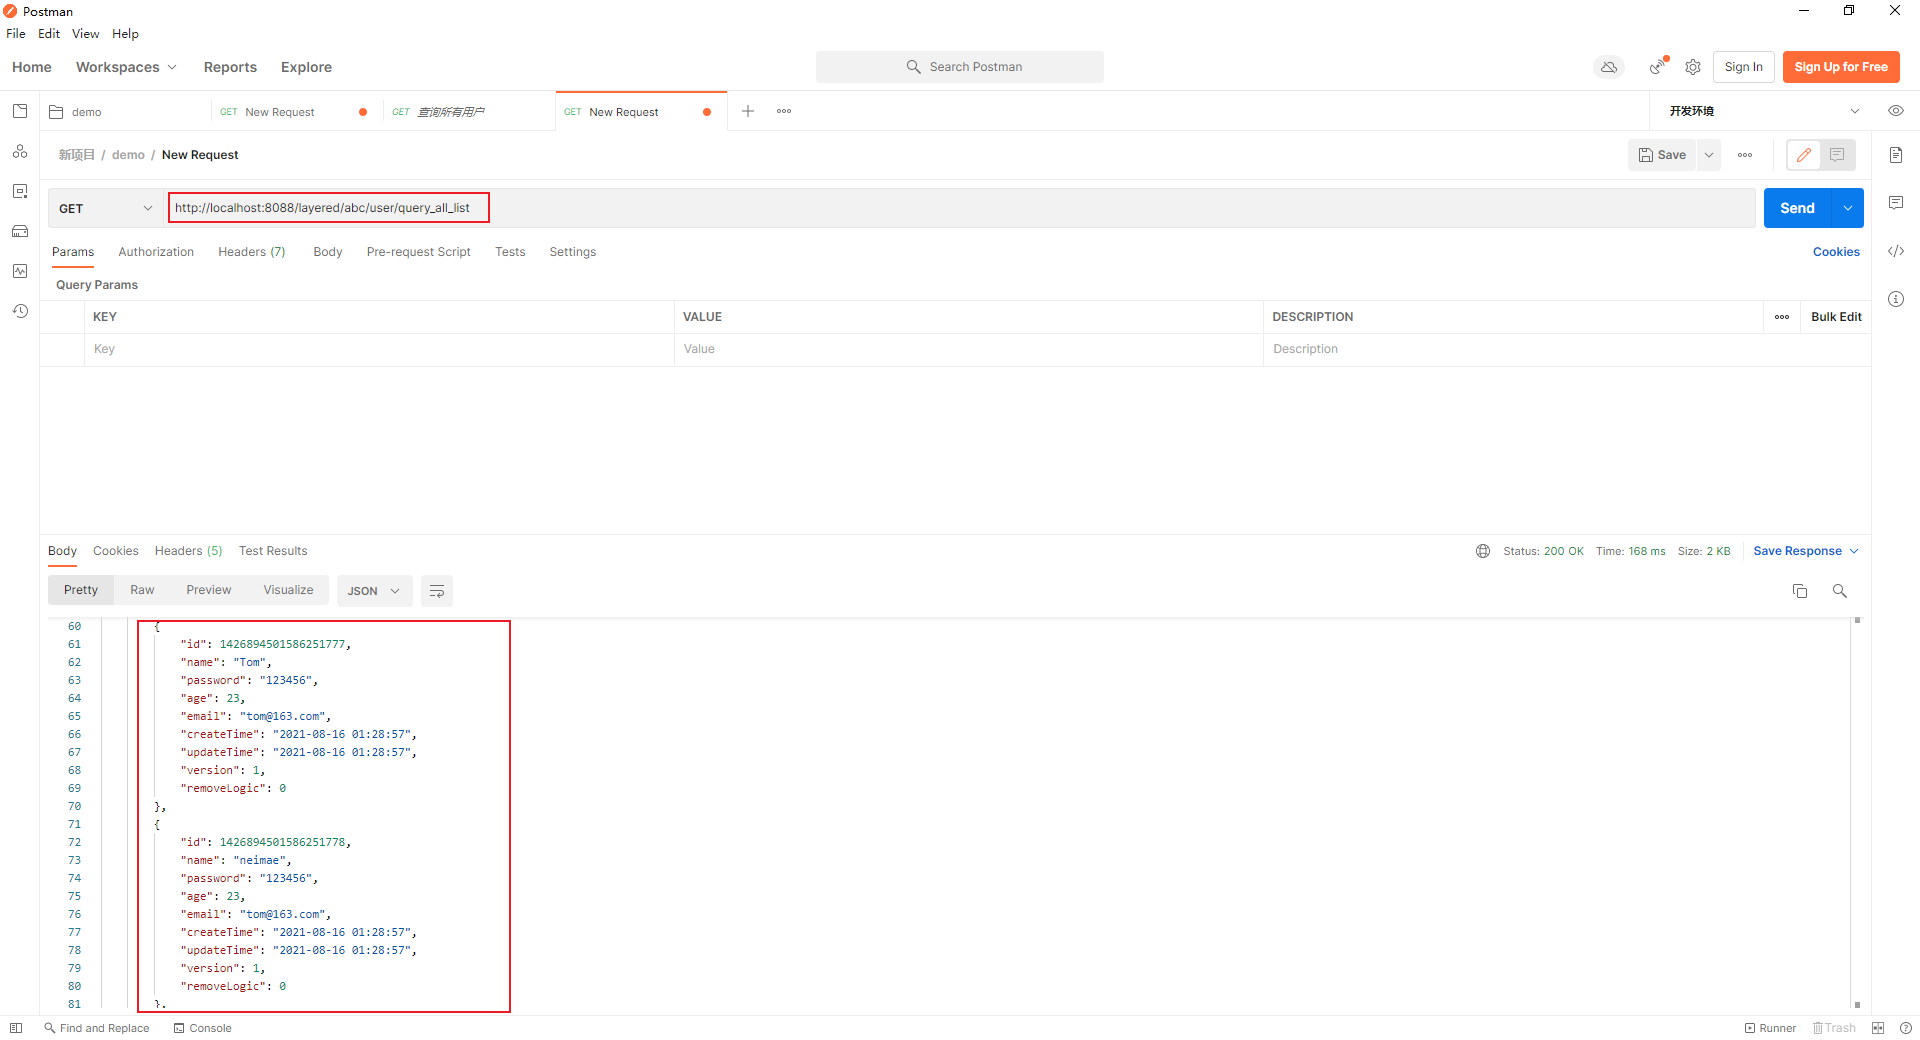 Postman
File Edit View Help
Home Workspaces Reports Explore Search Postman Sign In Sign Up for Free
demo GET New Request GET 查询所有用户 GET New Request 开发环境
新项目 / demo / New Request Save
GET http://localhost:8088/layered/abc/user/query_all_list Send
Params Authorization Headers (7) Body Pre-request Script Tests Settings Cookies
Query Params
KEY VALUE DESCRIPTION Bulk Edit
Key Value Description
Body Cookies Headers (5) Test Results Status: 200 OK Time: 168 ms Size: 2 KB Save Response
Pretty Raw Preview Visualize JSON
60 {
61 "id": 1426894501586251777,
62 "name": "Tom",
63 "password": "123456",
64 "age": 23,
65 "email": "tom@163.com",
66 "createTime": "2021-08-16 01:28:57",
67 "updateTime": "2021-08-16 01:28:57",
68 "version": 1,
69 "removeLogic": 0
70 },
71 {
72 "id": 1426894501586251778,
73 "name": "neimae",
74 "password": "123456",
75 "age": 23,
76 "email": "tom@163.com",
77 "createTime": "2021-08-16 01:28:57",
78 "updateTime": "2021-08-16 01:28:57",
79 "version": 1,
80 "removeLogic": 0
81 },
Find and Replace Console Runner Trash